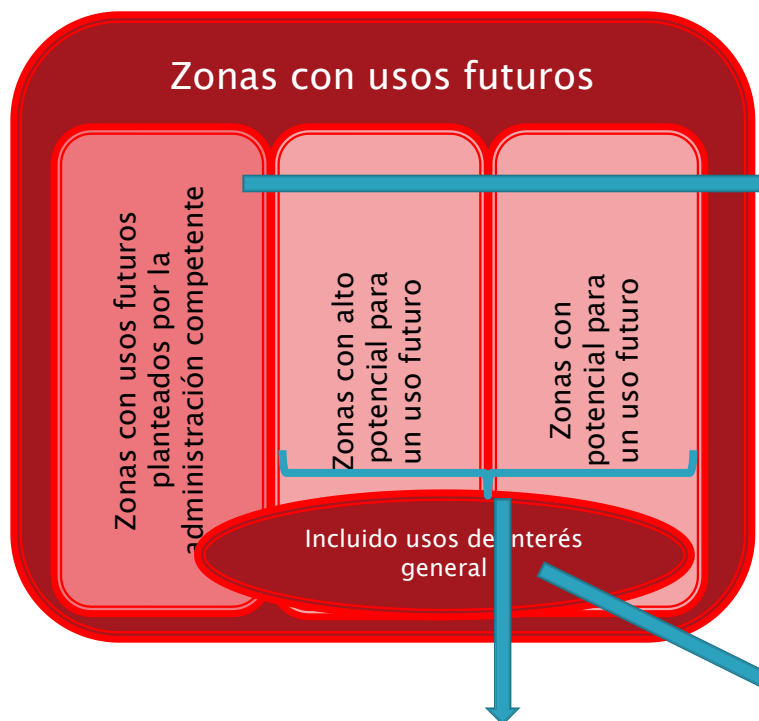 Zonas con usos futuros
Zonas con usos futuros
planteados por la
administración competente
Zonas con alto
potencial para
un uso futuro
Zonas con
potencial para
un uso futuro
Incluido usos de interés
general